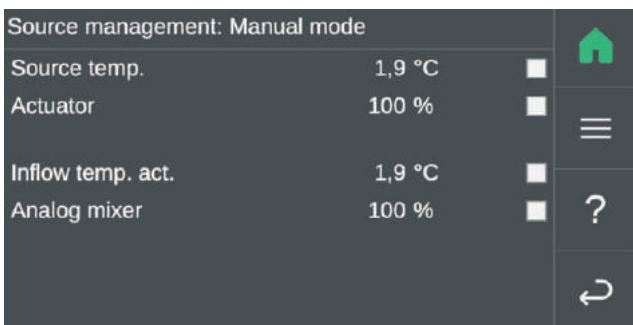 Source management: Manual mode
Source temp. 1,9 °C
Actuator 100 %
Inflow temp. act. 1,9 °C
Analog mixer 100 %
?